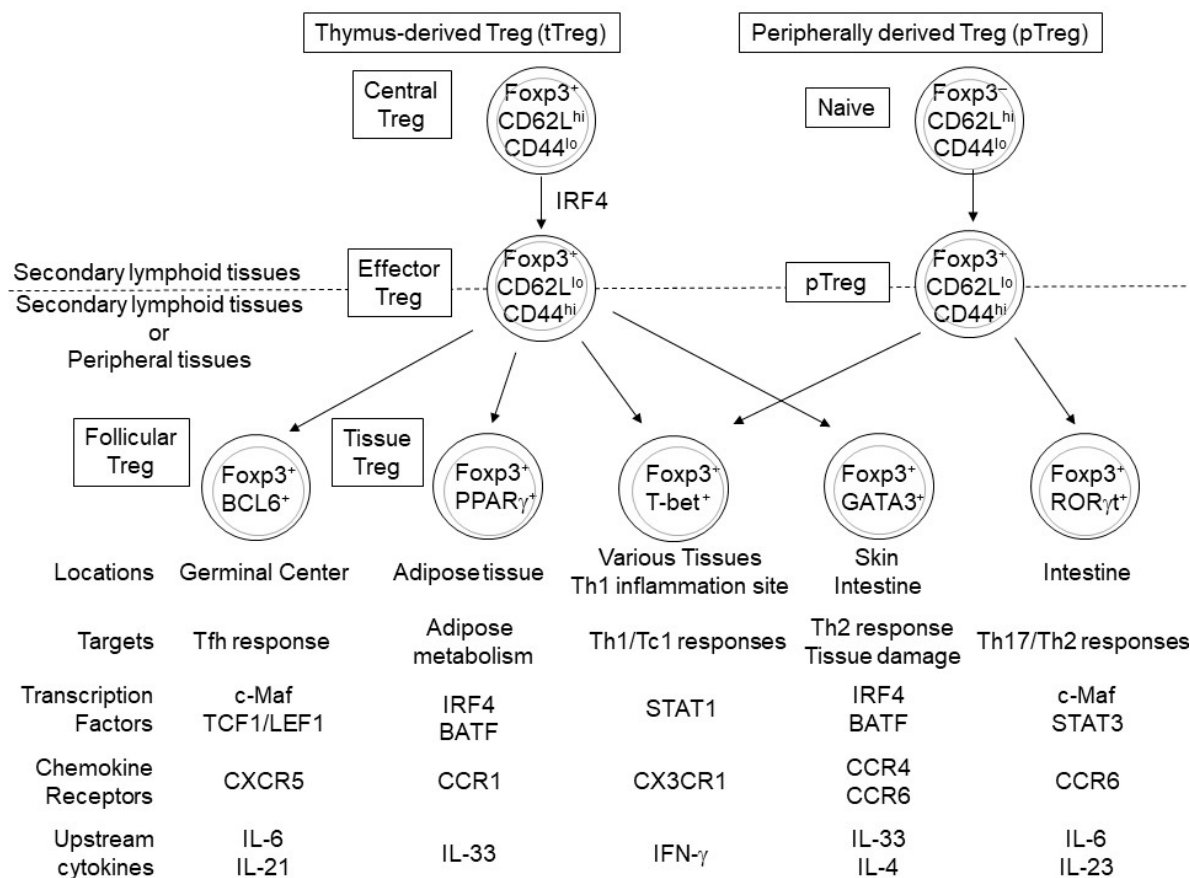 Thymus-derived Treg (tTreg)
Peripherally derived Treg (pTreg)
Central
Treg
Foxp3⁺
CD62Lʰⁱ
CD44ˡᵒ
Naive
Foxp3⁻
CD62Lʰⁱ
CD44ˡᵒ
IRF4
Secondary lymphoid tissues
Secondary lymphoid tissues
or
Peripheral tissues
Effector
Treg
Foxp3⁺
CD62Lˡᵒ
CD44ʰⁱ
pTreg
Foxp3⁺
CD62Lˡᵒ
CD44ʰⁱ
Follicular
Treg
Foxp3⁺
BCL6⁺
Tissue
Treg
Foxp3⁺
PPARγ⁺
Foxp3⁺
T-bet⁺
Foxp3⁺
GATA3⁺
Foxp3⁺
RORγt⁺
Locations
Germinal Center
Adipose tissue
Various Tissues
Th1 inflammation site
Skin
Intestine
Intestine
Targets
Tfh response
Adipose
metabolism
Th1/Tc1 responses
Th2 response
Tissue damage
Th17/Th2 responses
Transcription
Factors
c-Maf
TCF1/LEF1
IRF4
BATF
STAT1
IRF4
BATF
c-Maf
STAT3
Chemokine
Receptors
CXCR5
CCR1
CX3CR1
CCR4
CCR6
CCR6
Upstream
cytokines
IL-6
IL-21
IL-33
IFN-γ
IL-33
IL-4
IL-6
IL-23